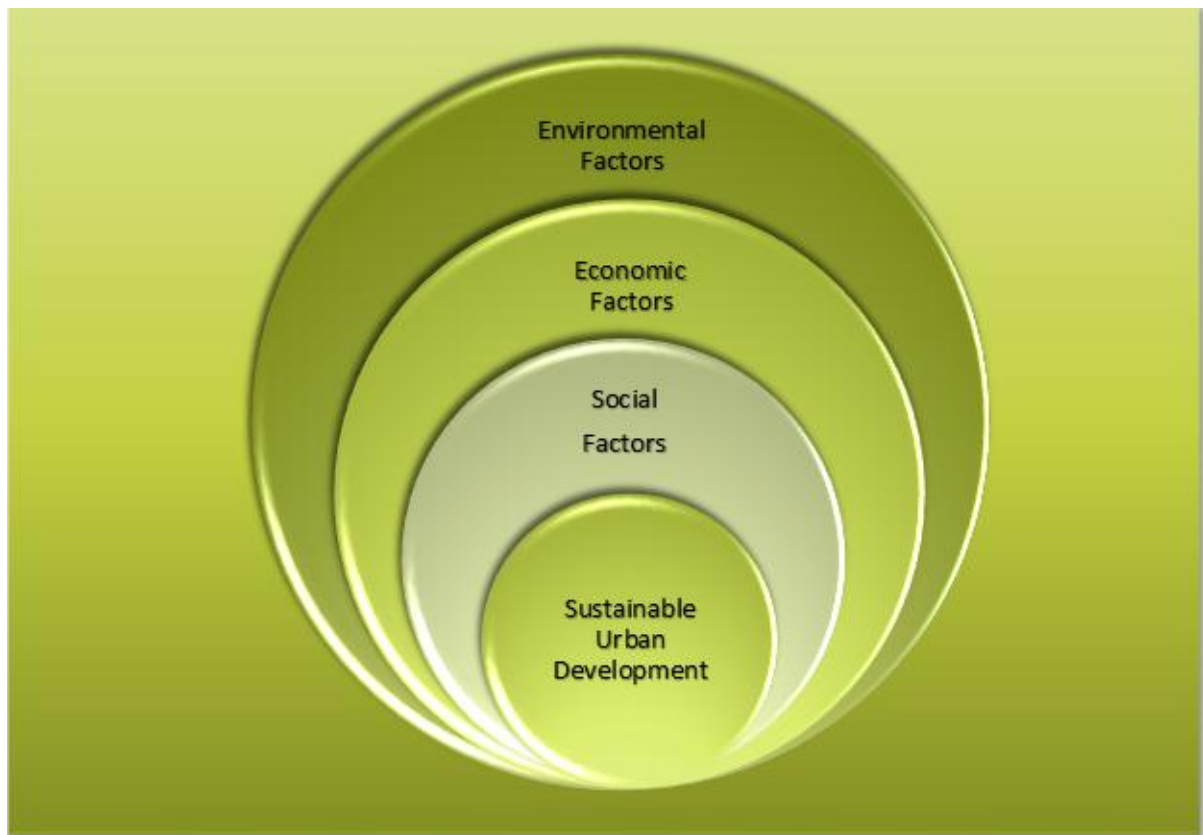 Environmental
Factors
Economic
Factors
Social
Factors
Sustainable
Urban
Development